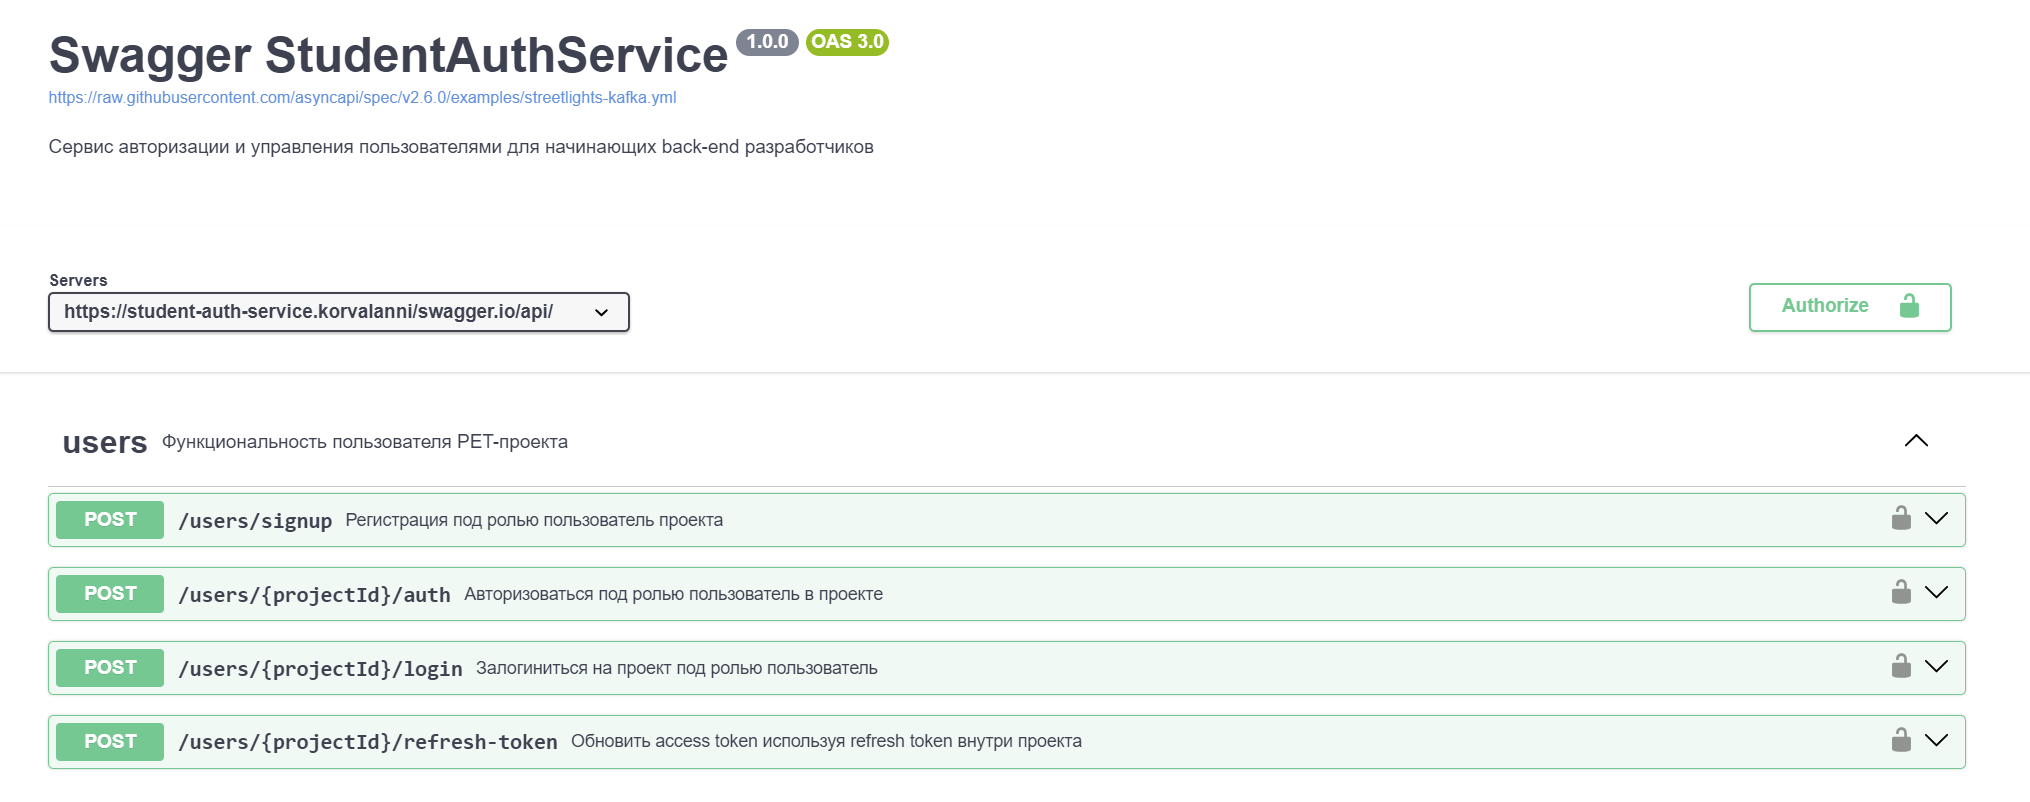 Swagger StudentAuthService 1.0.0 OAS 3.0
https://raw.githubusercontent.com/asyncapi/spec/v2.6.0/examples/streetlights-kafka.yml
Сервис авторизации и управления пользователями для начинающих back-end разработчиков
Servers
https://student-auth-service.korvalanni/swagger.io/api/
Authorize
users Функциональность пользователя PET-проекта
POST /users/signup Регистрация под ролью пользователь проекта
POST /users/{projectId}/auth Авторизоваться под ролью пользователь в проекте
POST /users/{projectId}/login Залогиниться на проект под ролью пользователь
POST /users/{projectId}/refresh-token Обновить access token используя refresh token внутри проекта